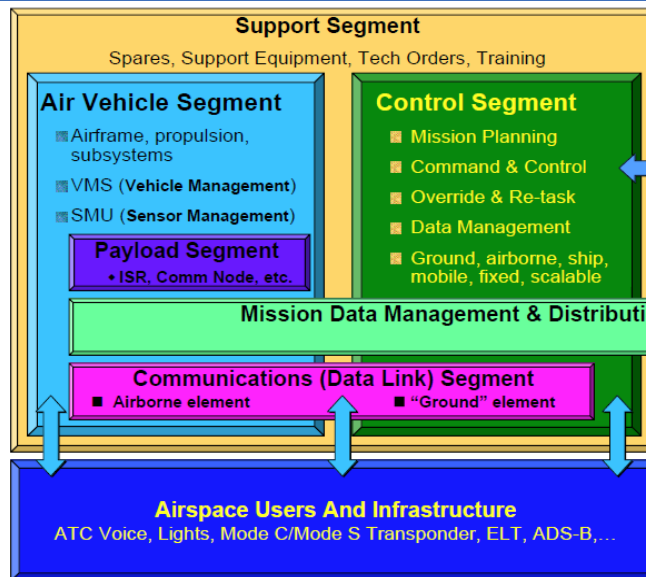 Support Segment
Spares, Support Equipment, Tech Orders, Training
Air Vehicle Segment
Airframe, propulsion,
subsystems
VMS (Vehicle Management)
SMU (Sensor Management)
Payload Segment
• ISR, Comm Node, etc.
Control Segment
Mission Planning
Command & Control
Override & Re-task
Data Management
Ground, airborne, ship,
mobile, fixed, scalable
Mission Data Management & Distributi
Communications (Data Link) Segment
Airborne element
"Ground" element
Airspace Users And Infrastructure
ATC Voice, Lights, Mode C/Mode S Transponder, ELT, ADS-B,...